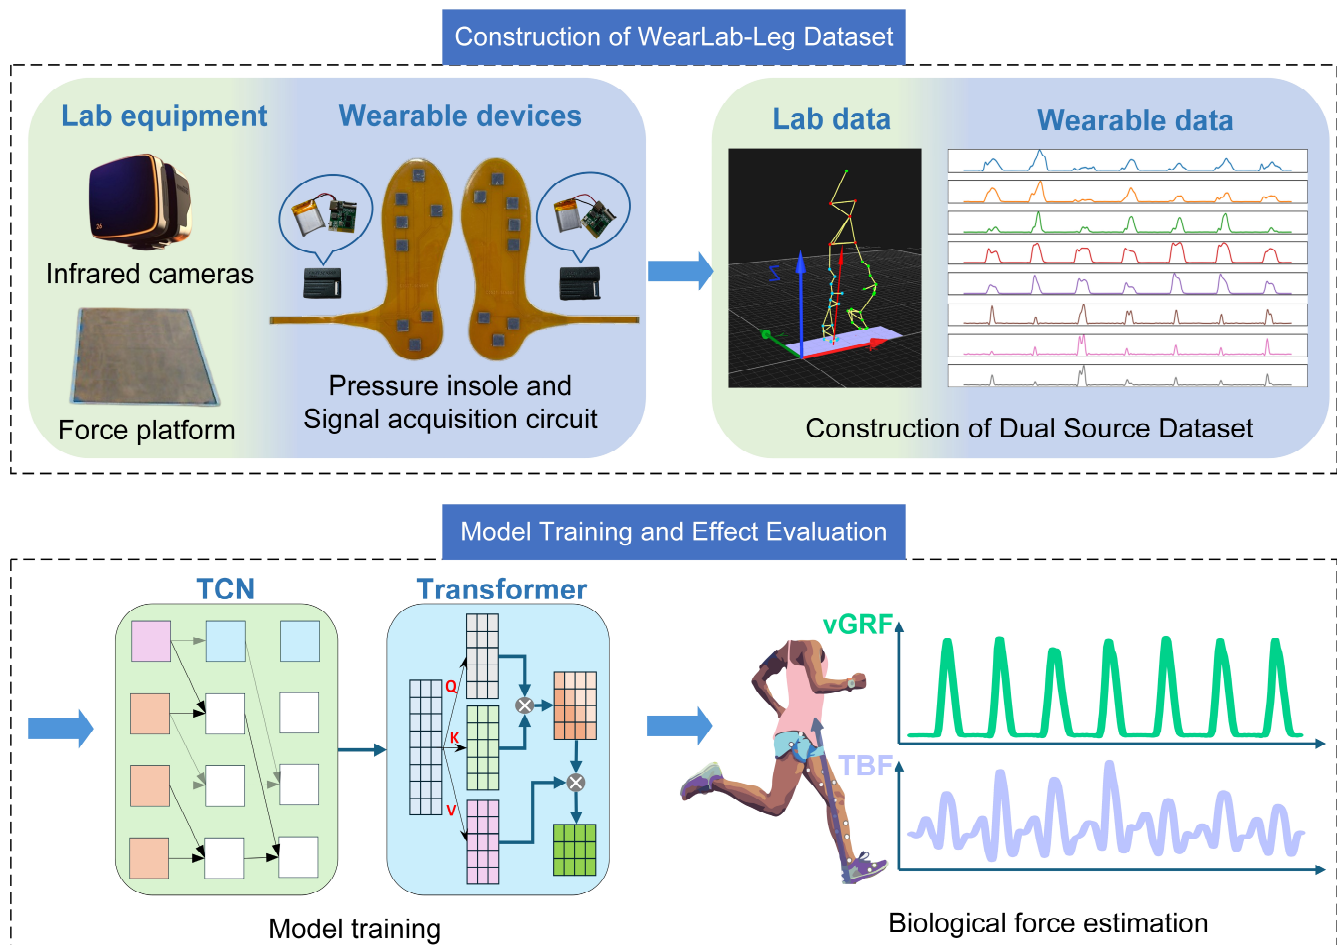 Construction of WearLab-Leg Dataset
Lab equipment
Wearable devices
26
Infrared cameras
Force platform
Pressure insole and
Signal acquisition circuit
Lab data
Wearable data
Z
Construction of Dual Source Dataset
Model Training and Effect Evaluation
TCN
Transformer
Q
K
V
Model training
vGRF
TBF
Biological force estimation